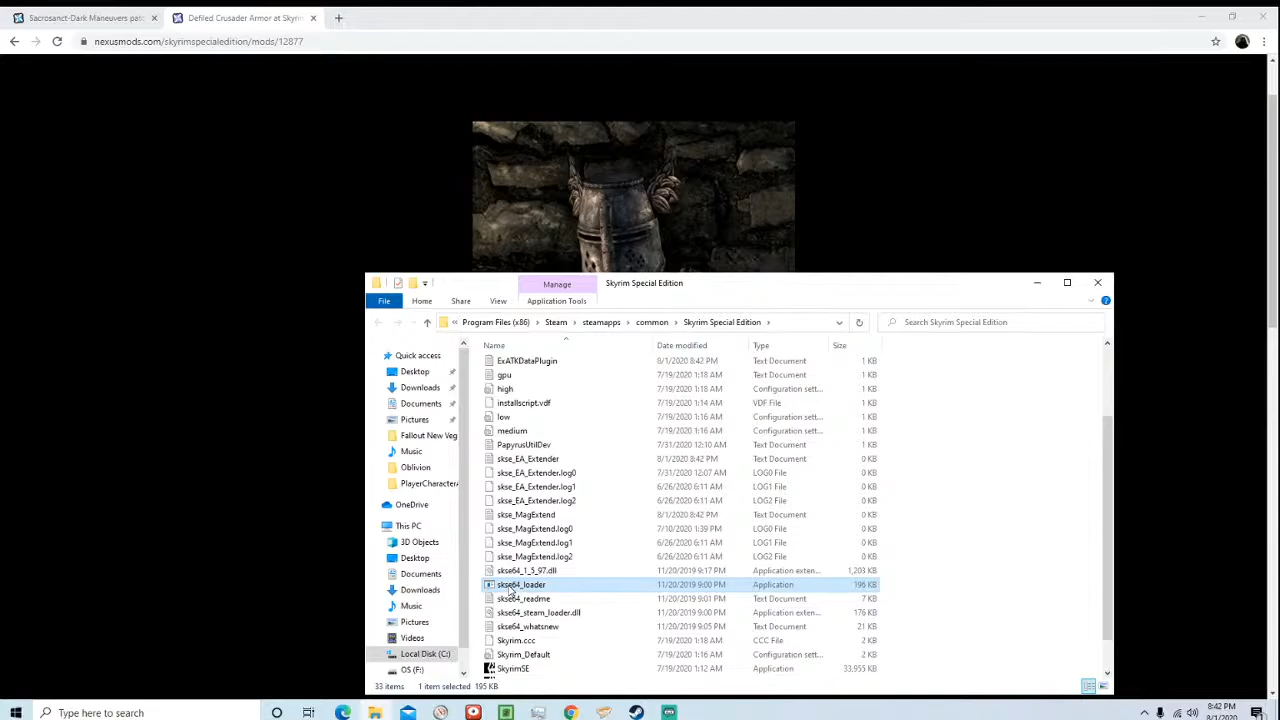 Sacrosanct-Dark Maneuvers patc
Defiled Crusader Armor at Skyrim
nexusmods.com/skyrimspecialedition/mods/12877
Manage
Skyrim Special Edition
File
Home
Share
View
Application Tools
« Program Files (x86) › Steam › steamapps › common › Skyrim Special Edition ›
Search Skyrim Special Edition
Name
Date modified
Type
Size
Quick access
Desktop
Downloads
Documents
Pictures
Fallout New Veg
Music
Oblivion
PlayerCharacterA
OneDrive
This PC
3D Objects
Desktop
Documents
Downloads
Music
Pictures
Videos
Local Disk (C:)
OS (F:)
ExATKDataPlugin 8/1/2020 8:42 PM Text Document 1 KB
gpu 7/19/2020 1:18 AM Text Document 1 KB
high 7/19/2020 1:18 AM Configuration sett... 1 KB
installscript.vdf 7/19/2020 1:14 AM VDF File 1 KB
low 7/19/2020 1:16 AM Configuration sett... 1 KB
medium 7/19/2020 1:16 AM Configuration sett... 1 KB
PapyrusUtilDev 7/31/2020 12:10 AM Text Document 1 KB
skse_EA_Extender 8/1/2020 8:42 PM Text Document 0 KB
skse_EA_Extender.log0 7/31/2020 12:07 AM LOG0 File 0 KB
skse_EA_Extender.log1 6/26/2020 6:11 AM LOG1 File 0 KB
skse_EA_Extender.log2 6/26/2020 6:11 AM LOG2 File 0 KB
skse_MagExtend 8/1/2020 8:42 PM Text Document 0 KB
skse_MagExtend.log0 7/10/2020 1:39 PM LOG0 File 0 KB
skse_MagExtend.log1 6/26/2020 6:11 AM LOG1 File 0 KB
skse_MagExtend.log2 6/26/2020 6:11 AM LOG2 File 0 KB
skse64_1_5_97.dll 11/20/2019 9:17 PM Application exten... 1,203 KB
skse64_loader 11/20/2019 9:00 PM Application 196 KB
skse64_readme 11/20/2019 9:01 PM Text Document 7 KB
skse64_steam_loader.dll 11/20/2019 9:00 PM Application exten... 176 KB
skse64_whatsnew 11/20/2019 9:05 PM Text Document 21 KB
Skyrim.ccc 7/19/2020 1:18 AM CCC File 2 KB
Skyrim_Default 7/19/2020 1:16 AM Configuration sett... 2 KB
SkyrimSE 7/19/2020 1:12 AM Application 33,955 KB
33 items
1 item selected 195 KB
Type here to search
8:42 PM
8/1/2020